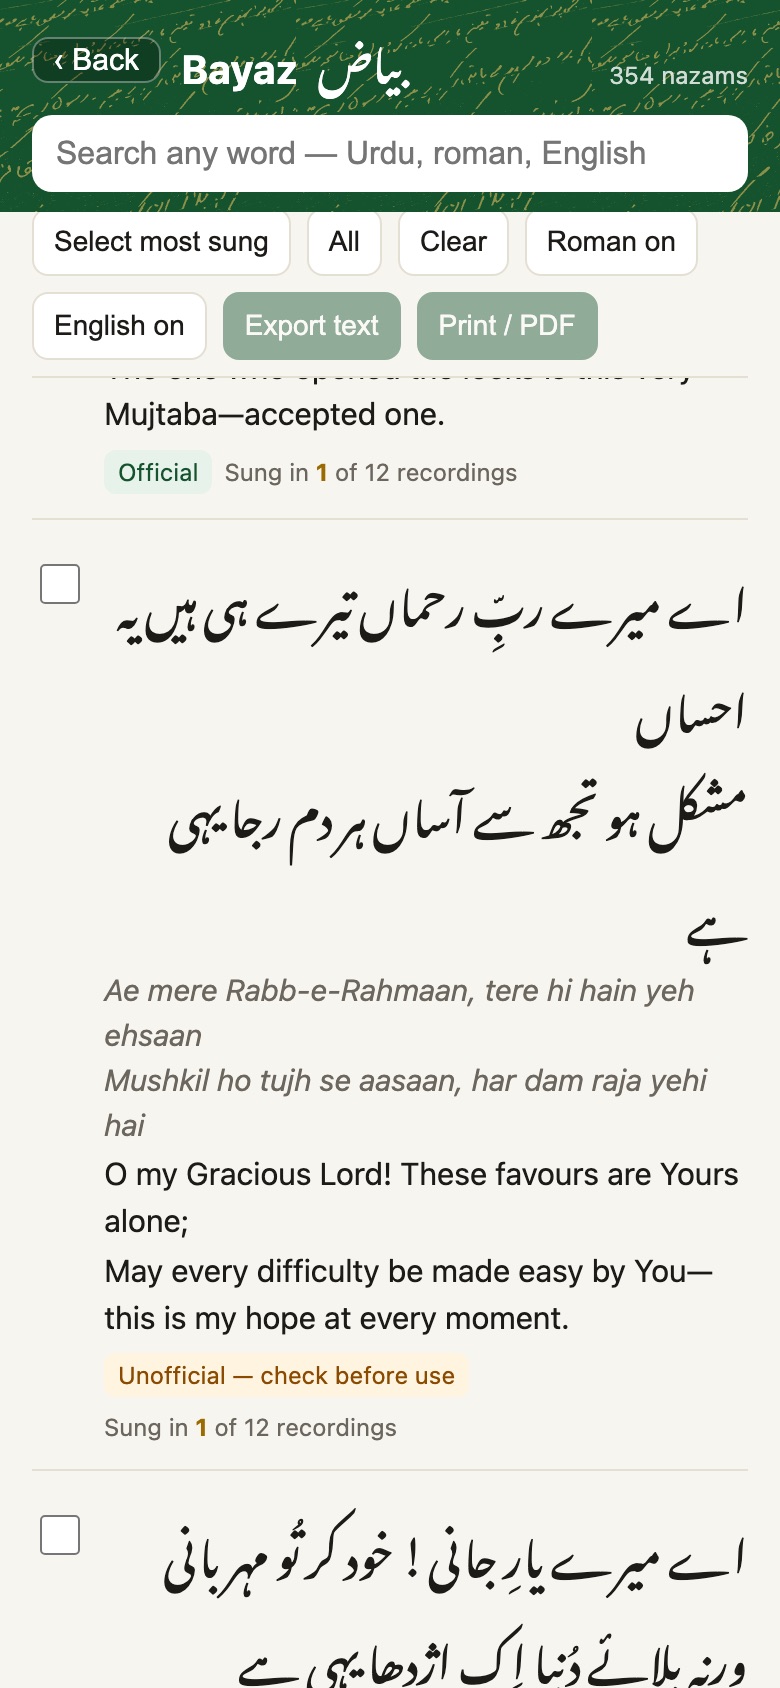 ‹ Back
Bayaz بیاض
354 nazams
Search any word — Urdu, roman, English
Select most sung
All
Clear
Roman on
English on
Export text
Print / PDF
Mujtaba—accepted one.
Official
Sung in 1 of 12 recordings
اے میرے ربِّ رحماں تیرے ہی ہیں یہ
احساں
مشکل ہو تجھ سے آساں ہر دم رجا یہی
ہے
Ae mere Rabb-e-Rahmaan, tere hi hain yeh
ehsaan
Mushkil ho tujh se aasaan, har dam raja yehi
hai
O my Gracious Lord! These favours are Yours
alone;
May every difficulty be made easy by You—
this is my hope at every moment.
Unofficial — check before use
Sung in 1 of 12 recordings
اے میرے یارِ جانی ! خود کر تُو مہربانی
ورنہ بلائے دُنیا اِک اژدھا یہی ہے